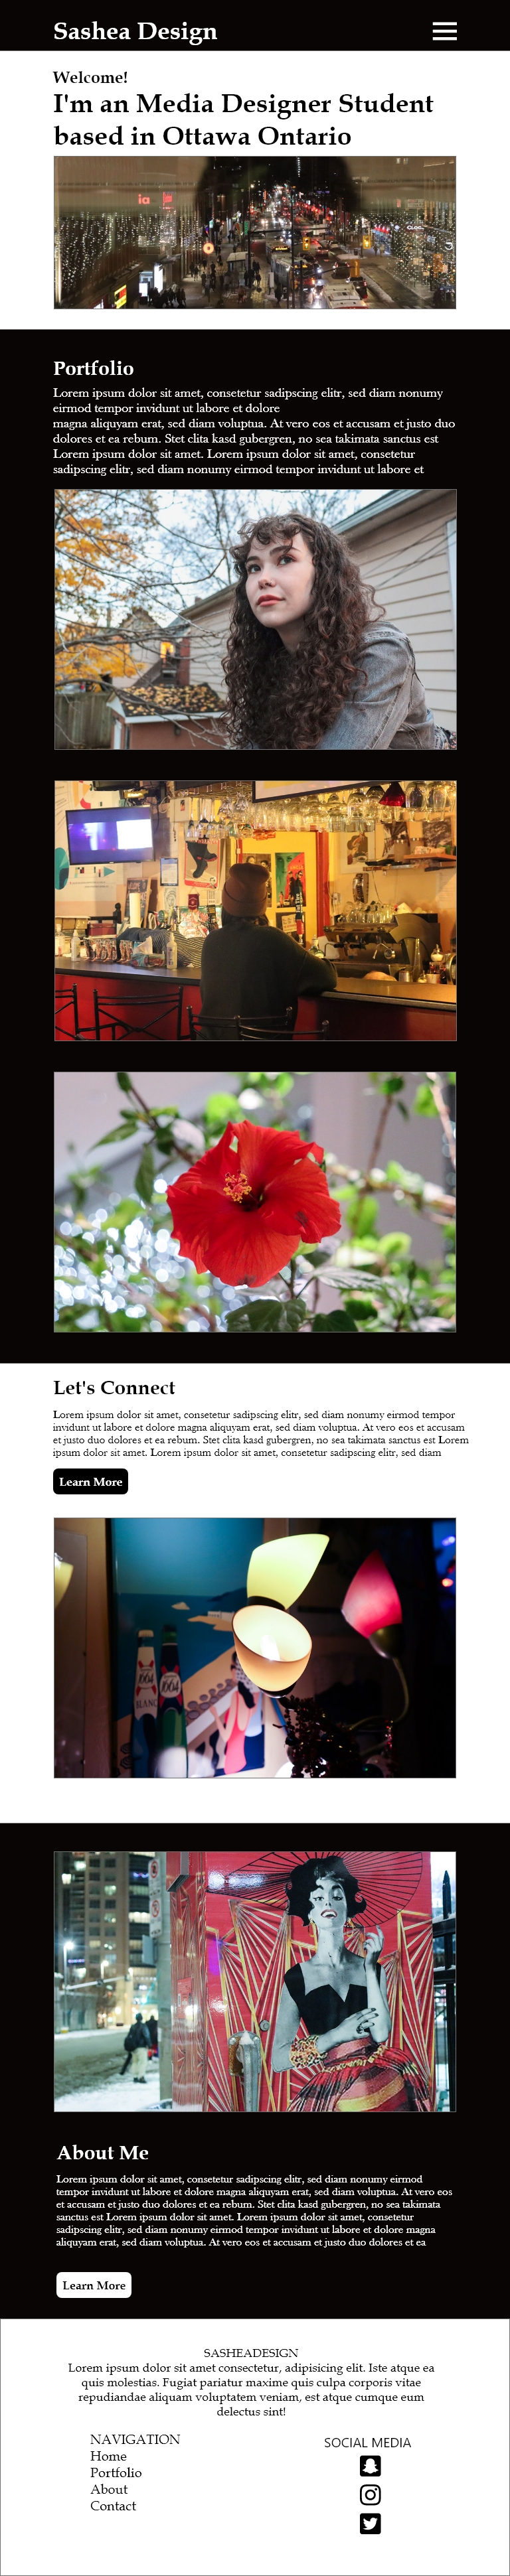 Sashea Design
Welcome!
I'm an Media Designer Student
based in Ottawa Ontario
ia
Portfolio
Lorem ipsum dolor sit amet, consetetur sadipscing elitr, sed diam nonumy
eirmod tempor invidunt ut labore et dolore
magna aliquyam erat, sed diam voluptua. At vero eos et accusam et justo duo
dolores et ea rebum. Stet clita kasd gubergren, no sea takimata sanctus est
Lorem ipsum dolor sit amet. Lorem ipsum dolor sit amet, consetetur
sadipscing elitr, sed diam nonumy eirmod tempor invidunt ut labore et
Let's Connect
Lorem ipsum dolor sit amet, consetetur sadipscing elitr, sed diam nonumy eirmod tempor
invidunt ut labore et dolore magna aliquyam erat, sed diam voluptua. At vero eos et accusam
et justo duo dolores et ea rebum. Stet clita kasd gubergren, no sea takimata sanctus est Lorem
ipsum dolor sit amet. Lorem ipsum dolor sit amet, consetetur sadipscing elitr, sed diam
Learn More
1664 1664
BLANC
About Me
Lorem ipsum dolor sit amet, consetetur sadipscing elitr, sed diam nonumy eirmod
tempor invidunt ut labore et dolore magna aliquyam erat, sed diam voluptua. At vero eos
et accusam et justo duo dolores et ea rebum. Stet clita kasd gubergren, no sea takimata
sanctus est Lorem ipsum dolor sit amet. Lorem ipsum dolor sit amet, consetetur
sadipscing elitr, sed diam nonumy eirmod tempor invidunt ut labore et dolore magna
aliquyam erat, sed diam voluptua. At vero eos et accusam et justo duo dolores et ea
Learn More
SASHEADESIGN
Lorem ipsum dolor sit amet consectetur, adipisicing elit. Iste atque ea
quis molestias. Fugiat pariatur maxime quis culpa corporis vitae
repudiandae aliquam voluptatem veniam, est atque cumque eum
delectus sint!
NAVIGATION
Home
Portfolio
About
Contact
SOCIAL MEDIA